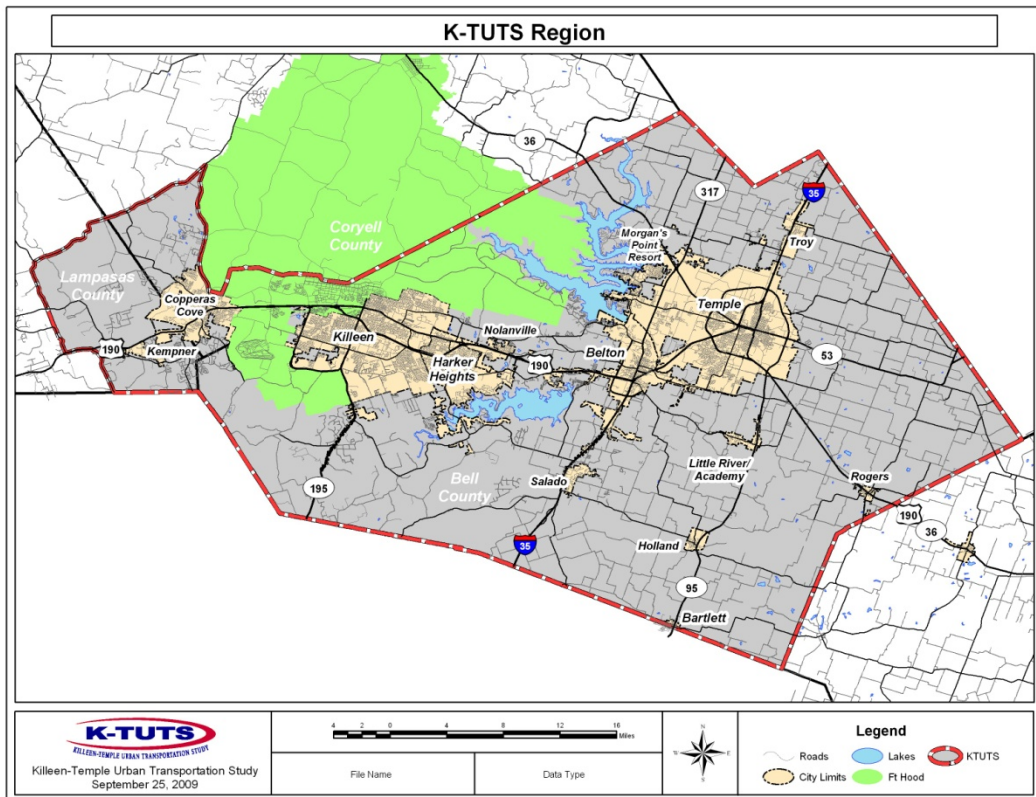 K-TUTS Region
36
317
35
Troy
Morgan's
Point
Resort
Coryell
County
Lampasas
County
Copperas
Cove
Temple
Killeen
Nolanville
190
Kempner
Harker
Heights
190
Belton
53
Little River/
Academy
Rogers
Salado
Bell
County
195
190
36
35
Holland
95
Bartlett
K-TUTS
KILLEEN-TEMPLE URBAN TRANSPORTATION STUDY
Killeen-Temple Urban Transportation Study
September 25, 2009
4 2 0 4 8 12 16
Miles
File Name
Data Type
N
W E
S
Legend
Roads
Lakes
KTUTS
City Limits
Ft Hood